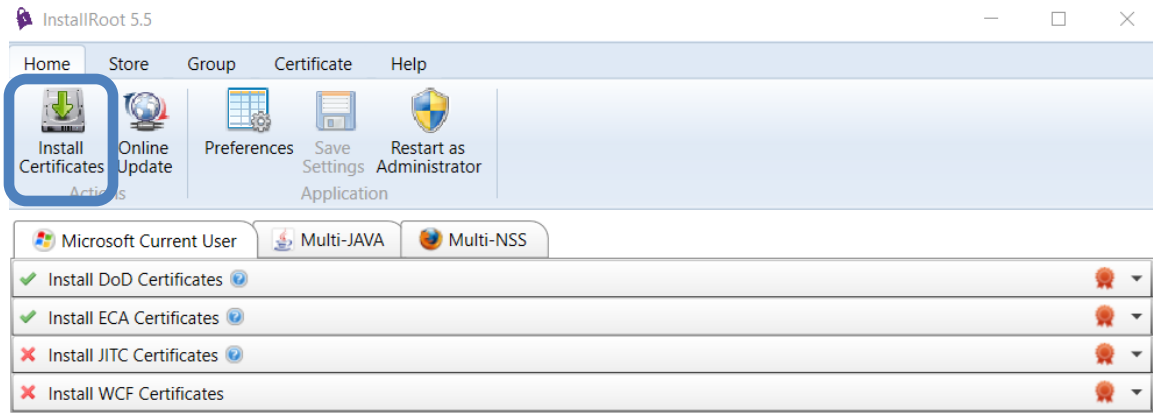 InstallRoot 5.5
Home Store Group Certificate Help
Install Certificates
Online Update
Preferences
Save Settings
Restart as Administrator
Actions
Application
Microsoft Current User Multi-JAVA Multi-NSS
Install DoD Certificates
Install ECA Certificates
Install JITC Certificates
Install WCF Certificates